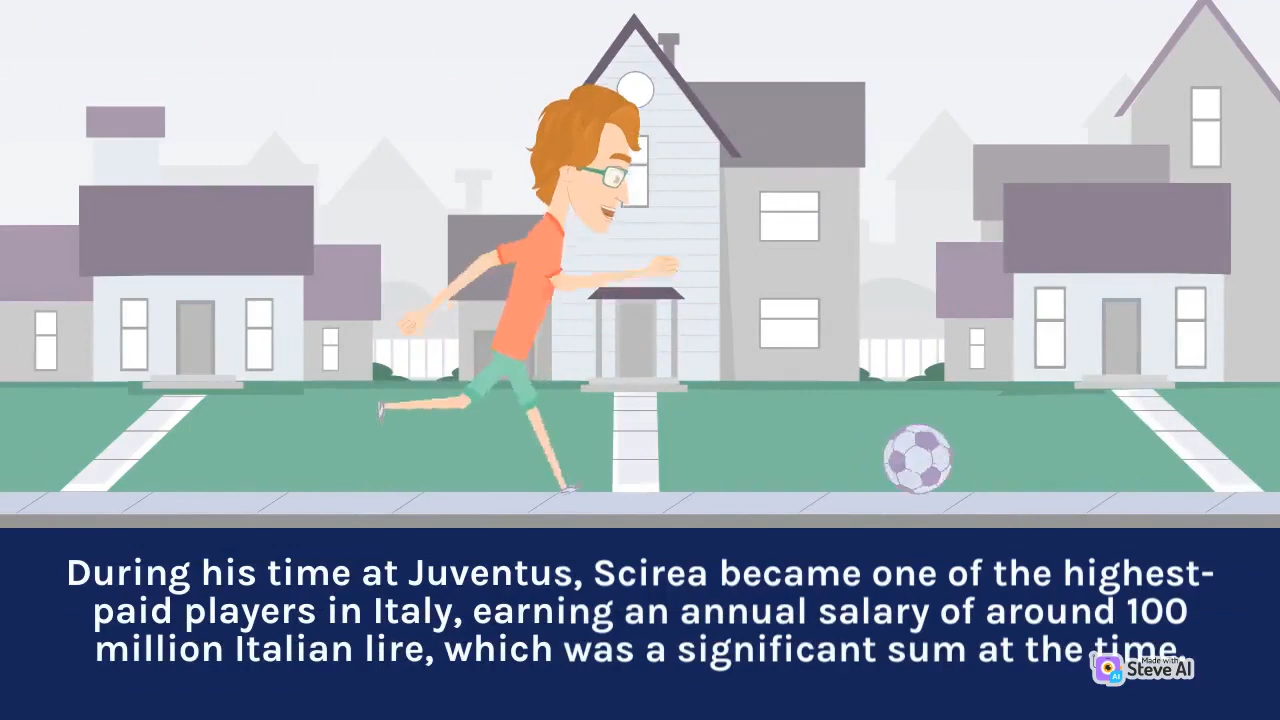 During his time at Juventus, Scirea became one of the highest-
paid players in Italy, earning an annual salary of around 100
million Italian lire, which was a significant sum at the time.
Made with
Steve AI
AI